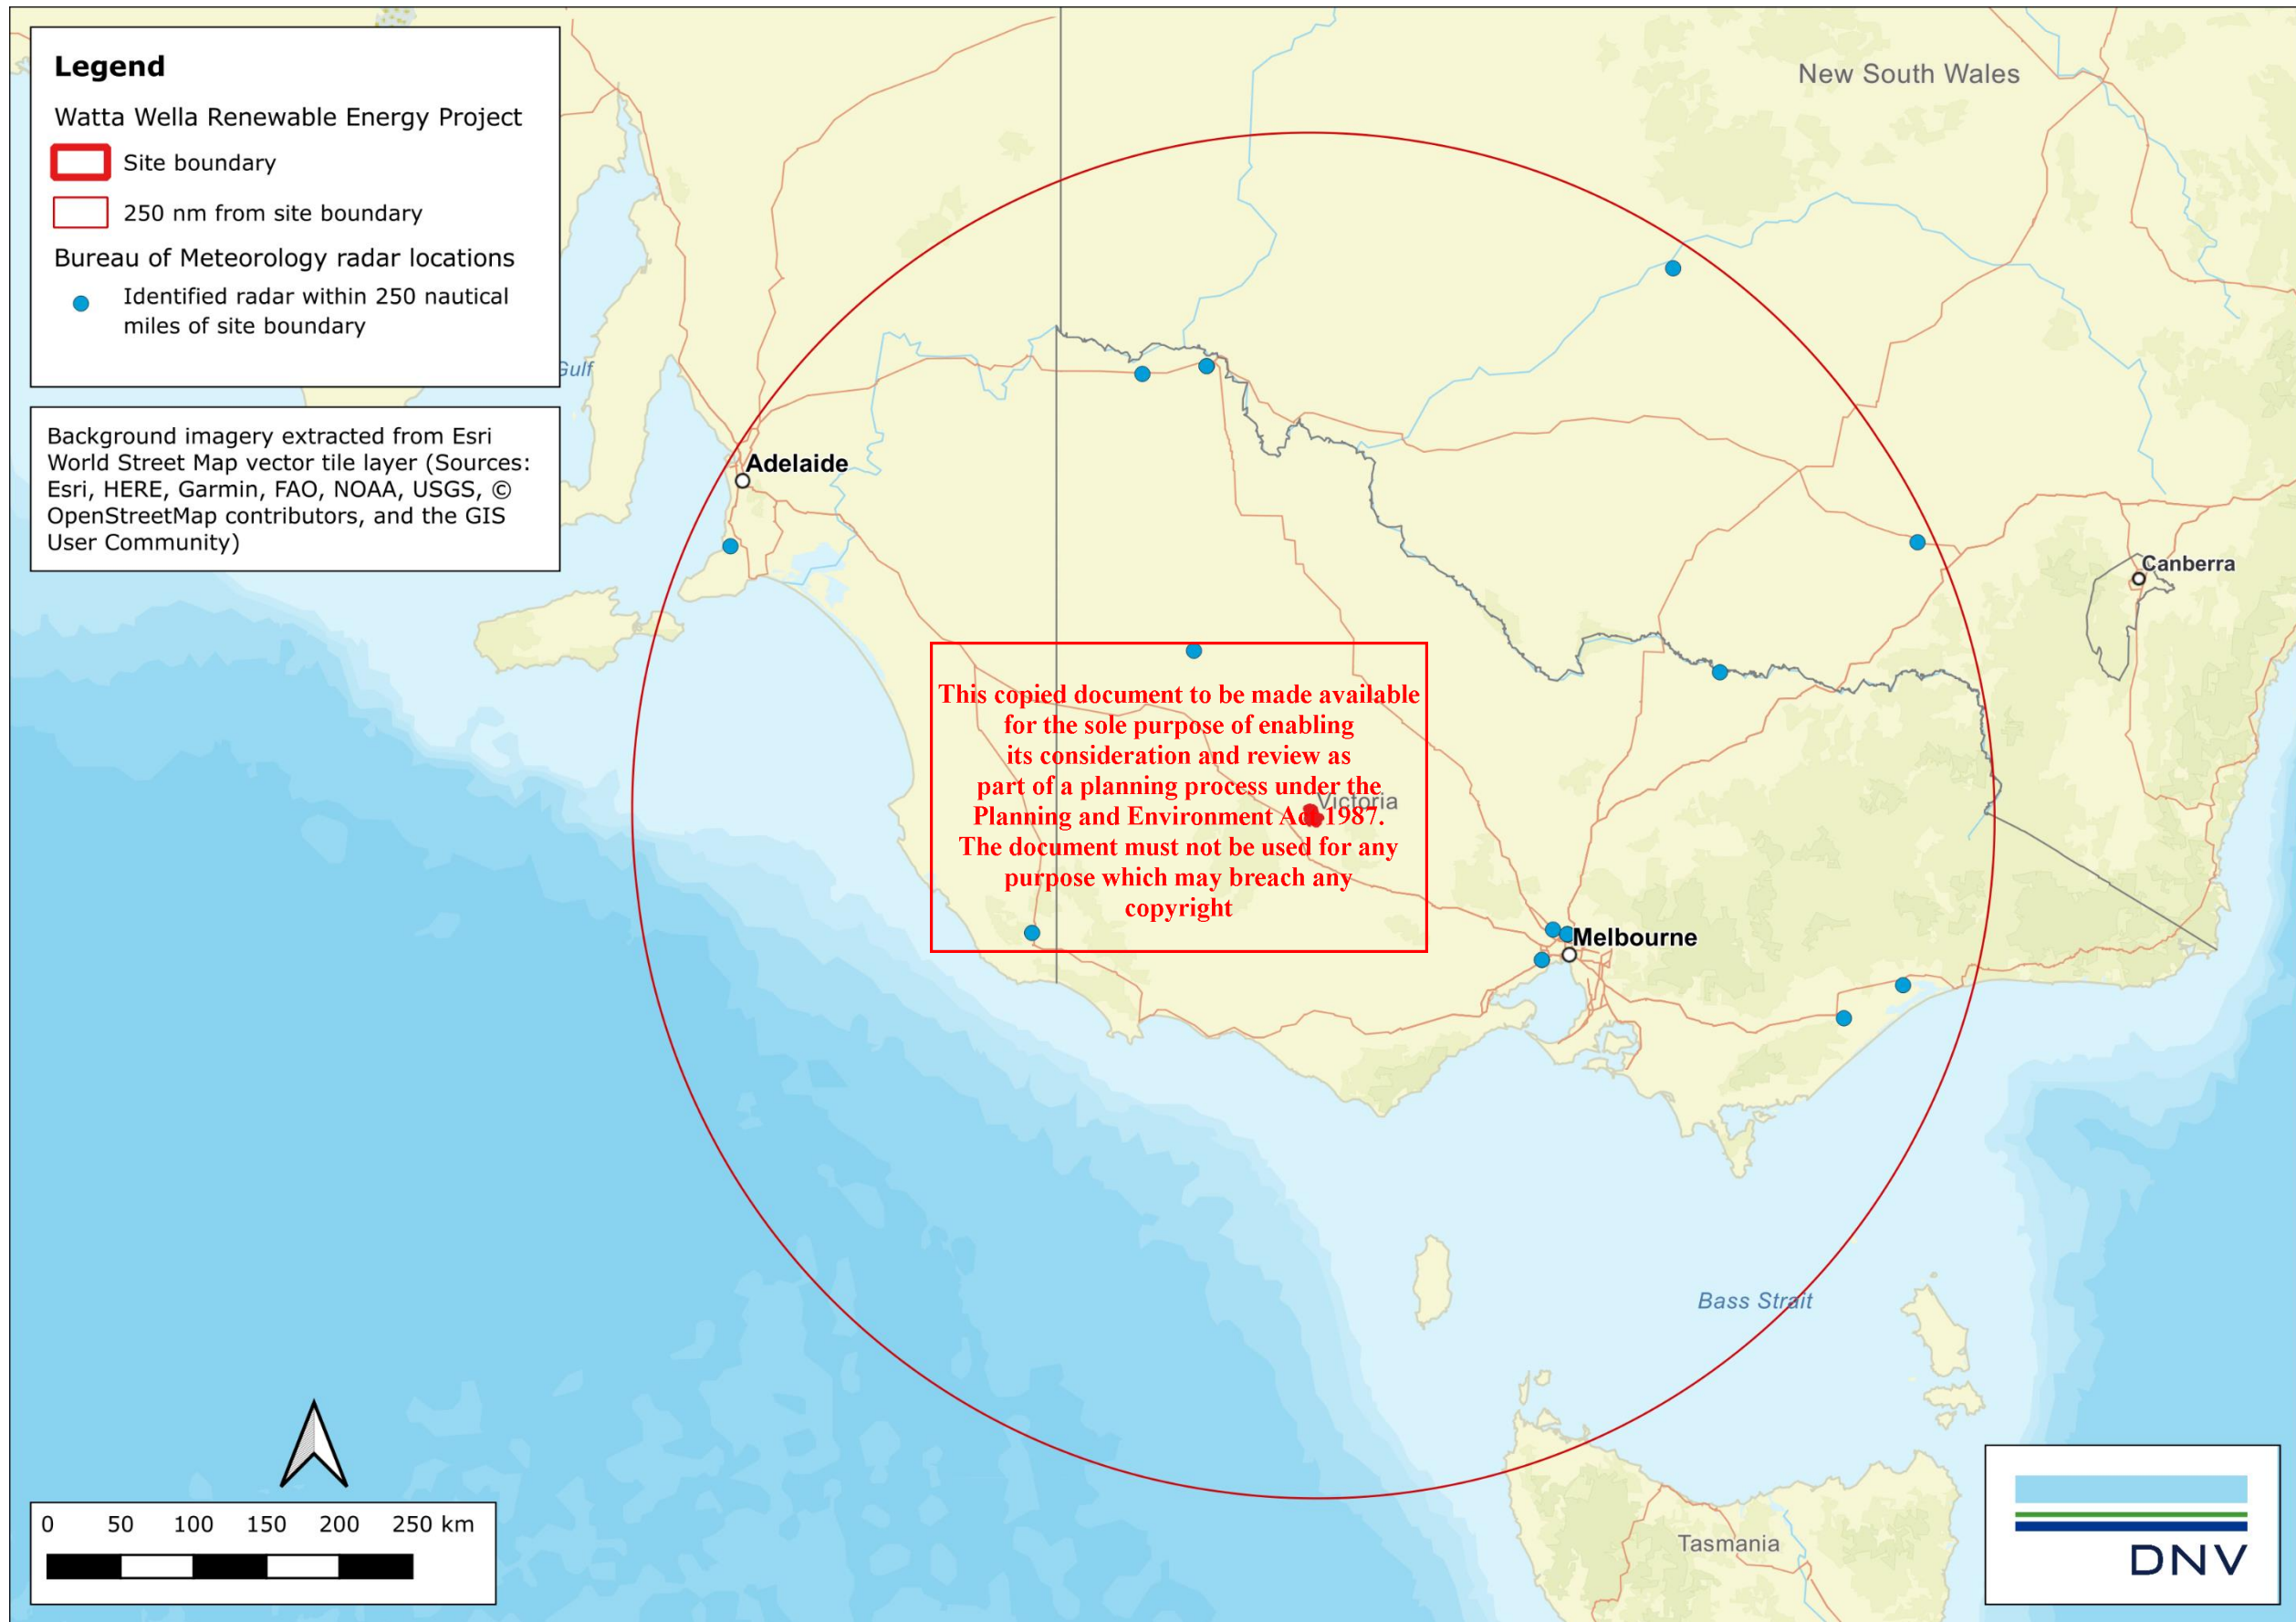 Legend
Watta Wella Renewable Energy Project
Site boundary
250 nm from site boundary
Bureau of Meteorology radar locations
Identified radar within 250 nautical
miles of site boundary
Gulf
Background imagery extracted from Esri
World Street Map vector tile layer (Sources:
Esri, HERE, Garmin, FAO, NOAA, USGS, ©
OpenStreetMap contributors, and the GIS
User Community)
New South Wales
Adelaide
Canberra
This copied document to be made available
for the sole purpose of enabling
its consideration and review as
part of a planning process under the
Victoria
Planning and Environment Act 1987.
The document must not be used for any
purpose which may breach any
copyright
Melbourne
Bass Strait
Tasmania
0 50 100 150 200 250 km
DNV